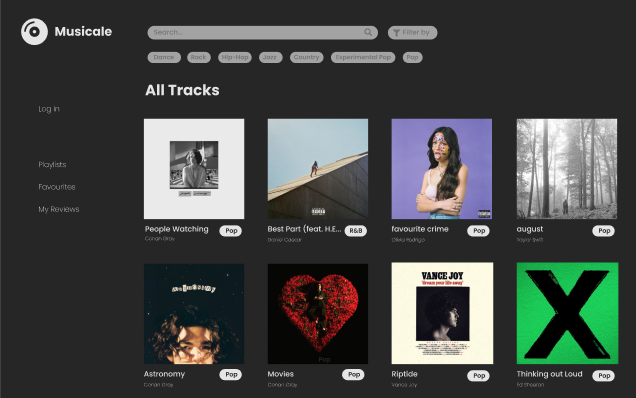 Musicale
Search...
Filter by
Dance
Rock
Hip-Hop
Jazz
Country
Experimental Pop
Pop
All Tracks
Log In
Playlists
Favourites
My Reviews
People Watching
Pop
Conan Gray
Best Part (feat. H.E...
R&B
Daniel Caesar
favourite crime
Pop
Olivia Rodrigo
august
Pop
Taylor Swift
VANCE JOY
'dream your life away'
Pop
Astronomy
Pop
Conan Gray
Movies
Pop
Conan Gray
Riptide
Pop
Vance Joy
Thinking out Loud
Pop
Ed Sheeran